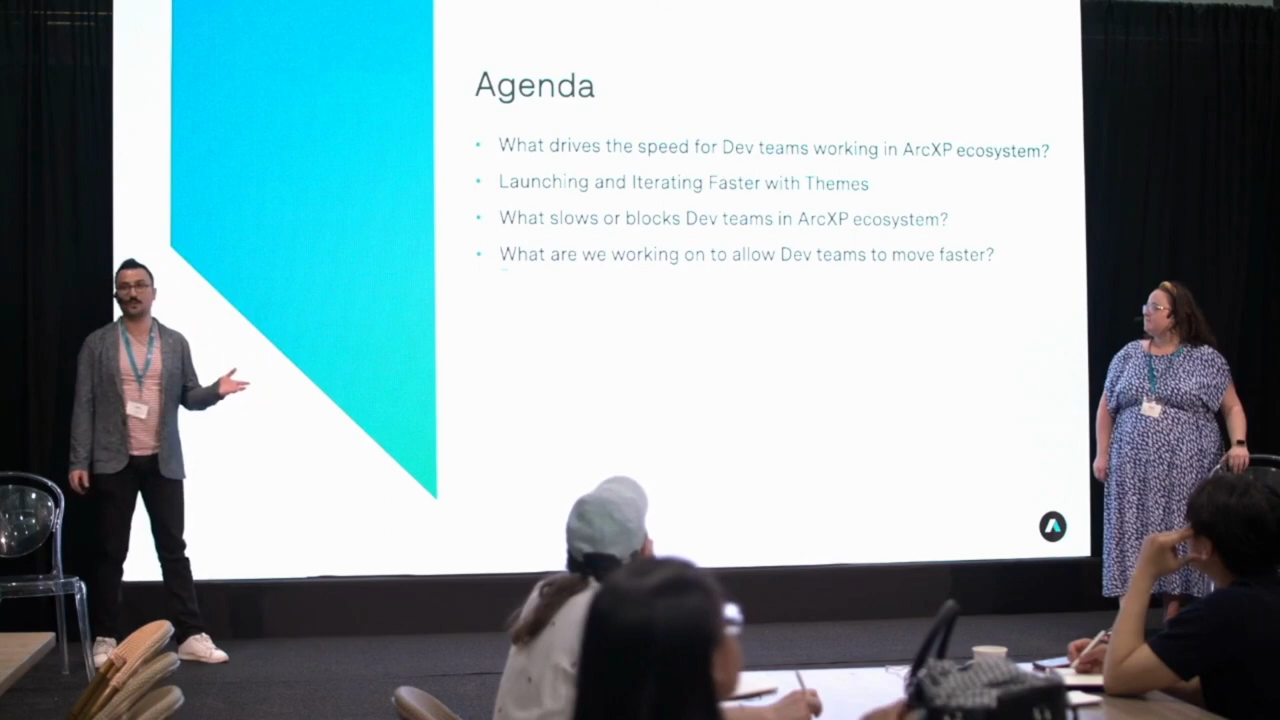 Agenda
• What drives the speed for Dev teams working in ArcXP ecosystem?
• Launching and Iterating Faster with Themes
• What slows or blocks Dev teams in ArcXP ecosystem?
• What are we working on to allow Dev teams to move faster?